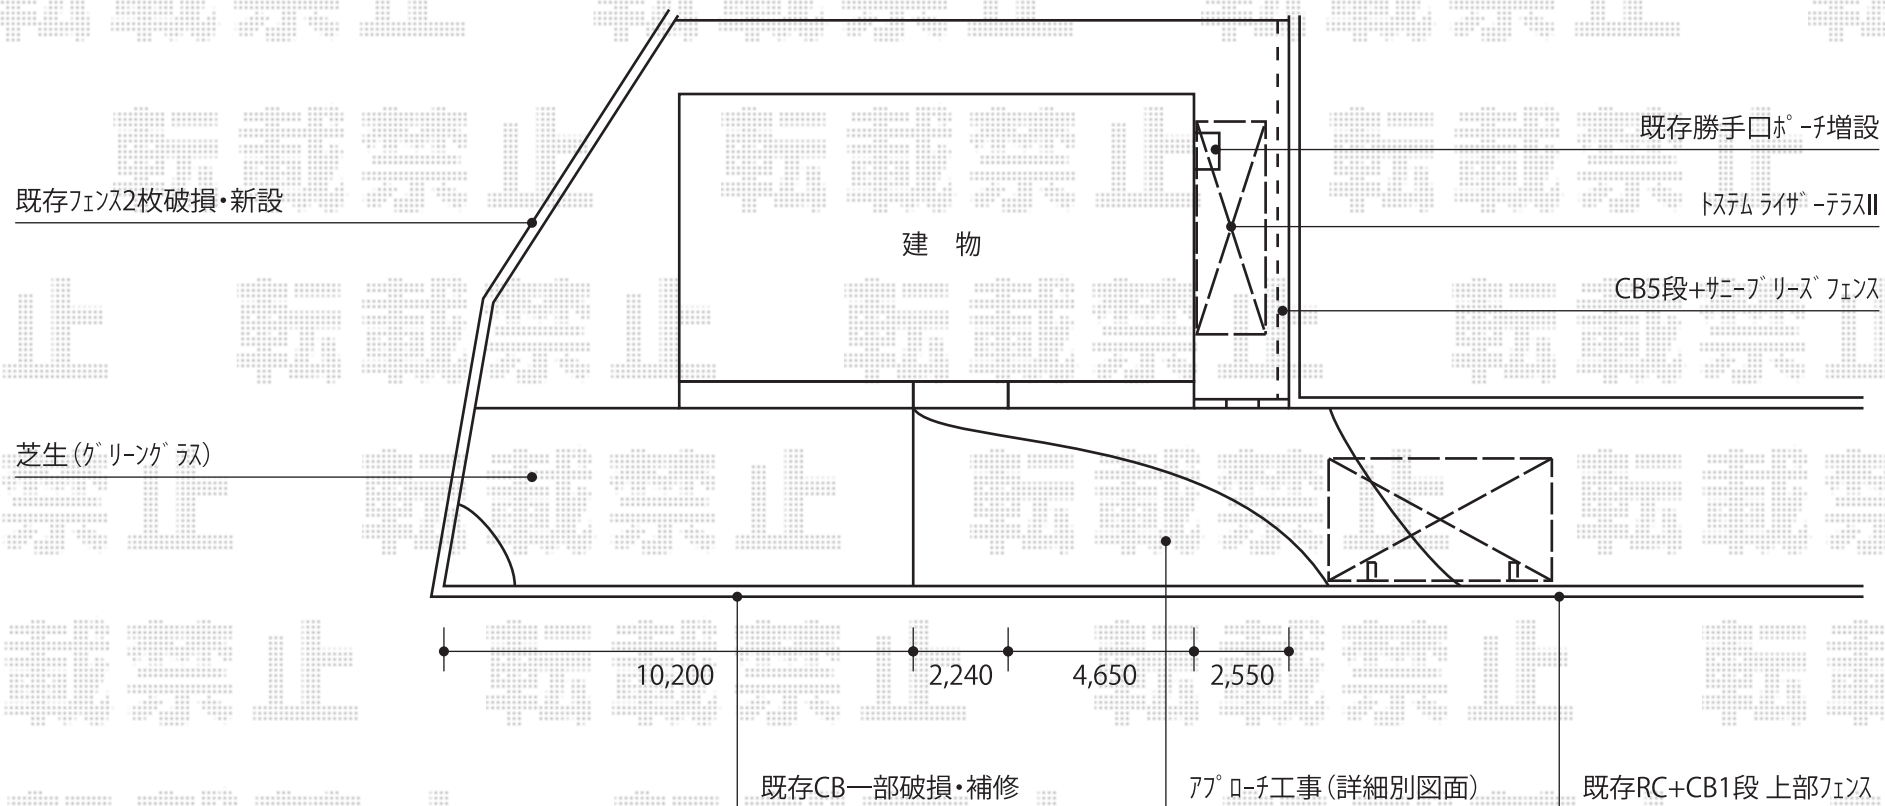 既存勝手口ﾎﾟｰﾁ増設
既存ﾌｪﾝｽ2枚破損・新設
ﾄｽﾃﾑ ﾗｲｻﾞｰﾃﾗｽII
建 物
CB5段+ｻﾆｰﾌﾞﾘｰｽﾞﾌｪﾝｽ
芝生(ｸﾞﾘｰﾝｸﾞﾗｽ)
10,200
2,240
4,650
2,550
既存CB一部破損・補修
ｱﾌﾟﾛｰﾁ工事(詳細別図面)
既存RC+CB1段 上部ﾌｪﾝｽ
転載禁止